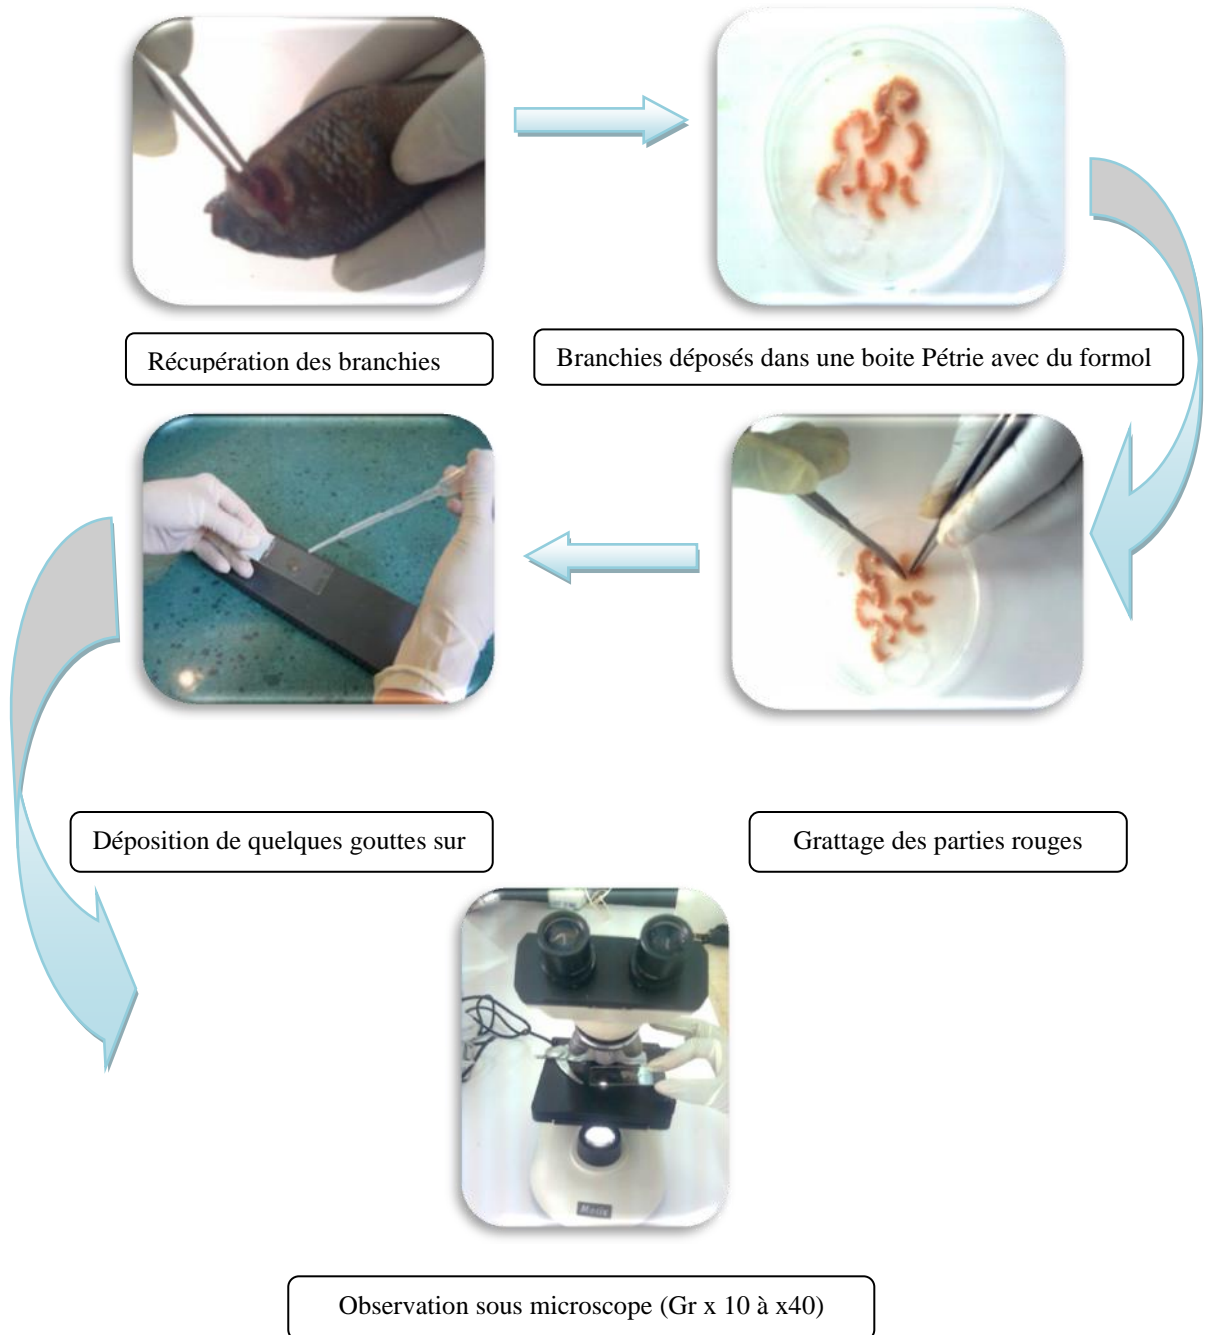 Récupération des branchies
Branchies déposés dans une boite Pétrie avec du formol
Déposition de quelques gouttes sur
Grattage des parties rouges
Motic
Observation sous microscope (Gr x 10 à x40)